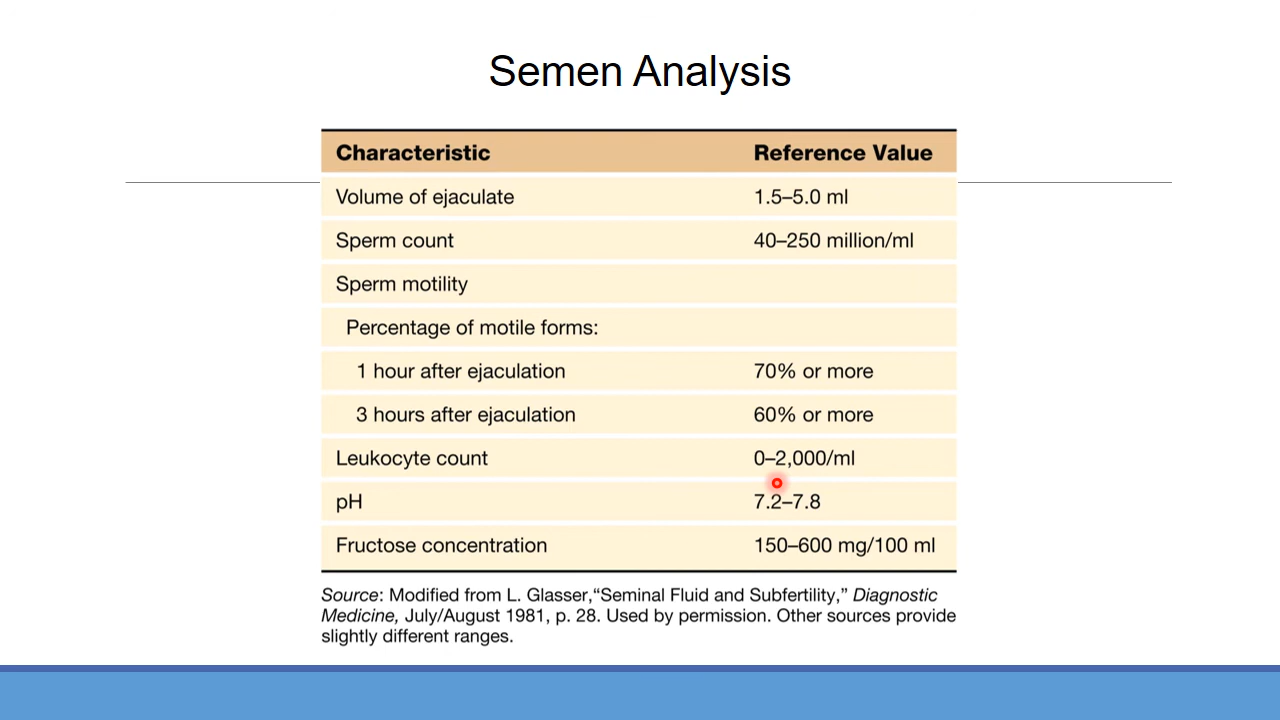 Semen Analysis
Characteristic Reference Value
Volume of ejaculate 1.5–5.0 ml
Sperm count 40–250 million/ml
Sperm motility
Percentage of motile forms:
1 hour after ejaculation 70% or more
3 hours after ejaculation 60% or more
Leukocyte count 0–2,000/ml
pH 7.2–7.8
Fructose concentration 150–600 mg/100 ml
Source: Modified from L. Glasser,“Seminal Fluid and Subfertility,” Diagnostic
Medicine, July/August 1981, p. 28. Used by permission. Other sources provide
slightly different ranges.